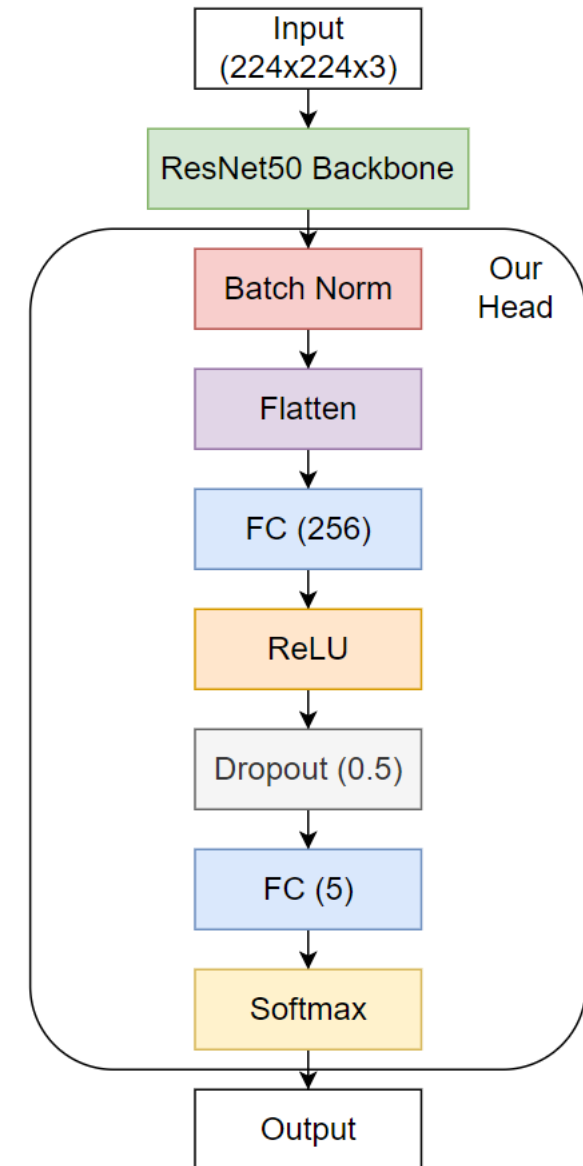 Input
(224x224x3)
ResNet50 Backbone
Our
Head
Batch Norm
Flatten
FC (256)
ReLU
Dropout (0.5)
FC (5)
Softmax
Output